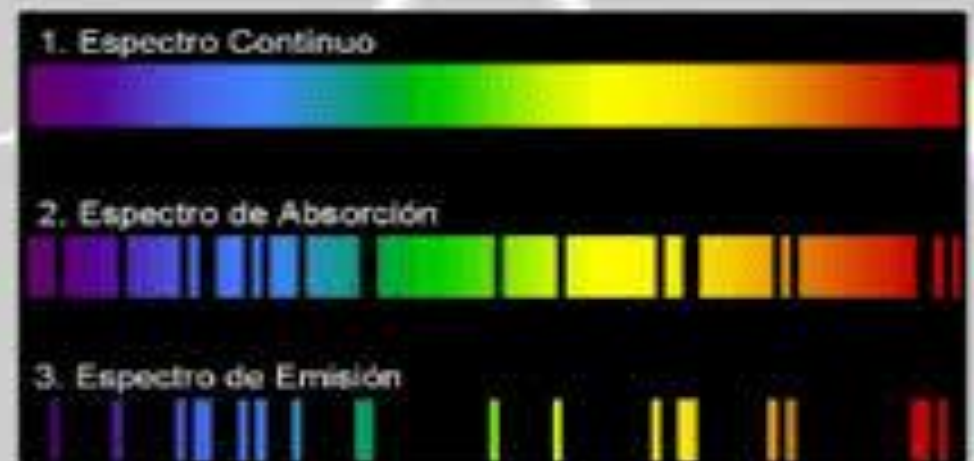 1. Espectro Continuo
2. Espectro de Absorción
3. Espectro de Emisión